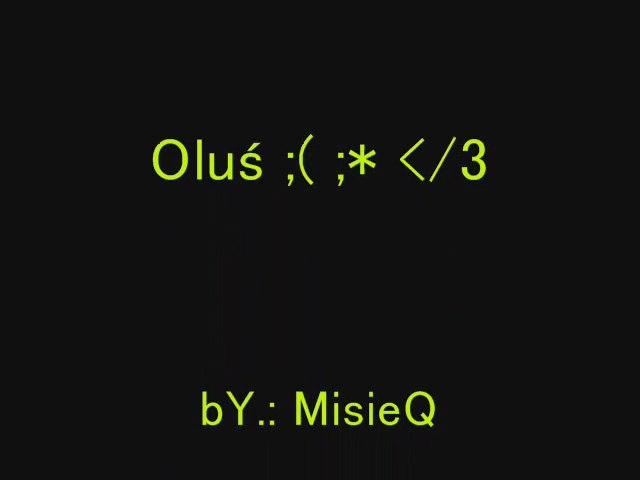 Oluś ;( ;* </3
bY.: MisieQ